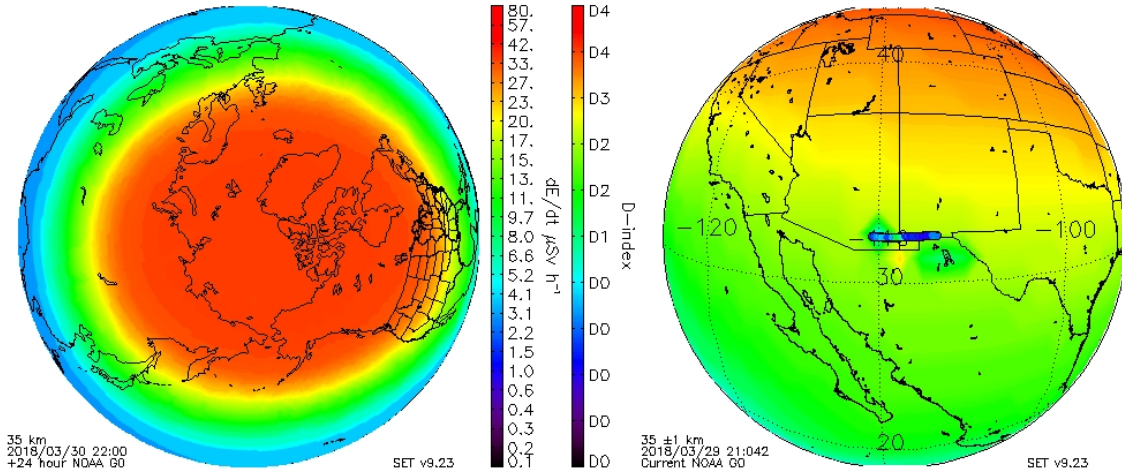 35 km
2018/03/30 22:00
+24 hour NOAA G0
SET v9.23
80.
57.
42.
33.
27.
23.
20.
17.
15.
13.
11.
9.7
8.0
6.6
5.3
4.1
3.1
2.2
1.5
1.0
0.6
0.4
0.3
0.2
0.1
dE/dt μSv h⁻¹
D4
D4
D3
D2
D2
D1
D0
D0
D0
D0
D0
D0
D-index
40
-120
-100
30
20
35 ±1 km
2018/03/29 21:042
Current NOAA G0
SET v9.23